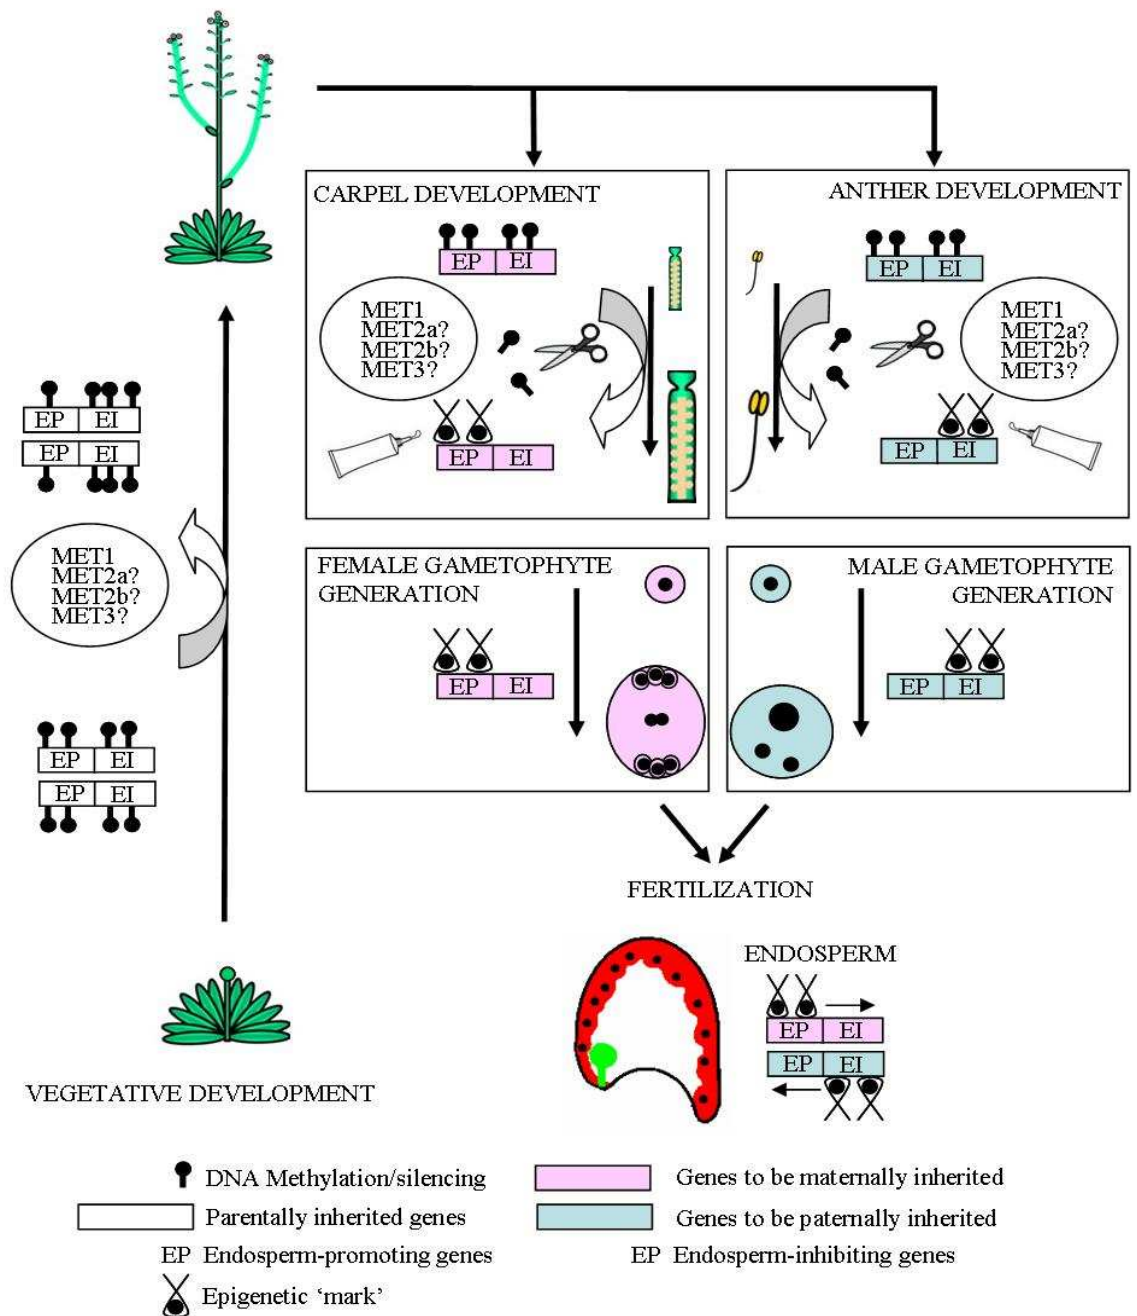 CARPEL DEVELOPMENT
EP EI
MET1
MET2a?
MET2b?
MET3?
EP EI
ANTHER DEVELOPMENT
EP EI
MET1
MET2a?
MET2b?
MET3?
EP EI
EP EI
EP EI
MET1
MET2a?
MET2b?
MET3?
EP EI
EP EI
VEGETATIVE DEVELOPMENT
FEMALE GAMETOPHYTE
GENERATION
EP EI
MALE GAMETOPHYTE
GENERATION
EP EI
FERTILIZATION
ENDOSPERM
EP EI
EP EI
DNA Methylation/silencing
Genes to be maternally inherited
Parentally inherited genes
Genes to be paternally inherited
EP Endosperm-promoting genes
EP Endosperm-inhibiting genes
Epigenetic ‘mark’